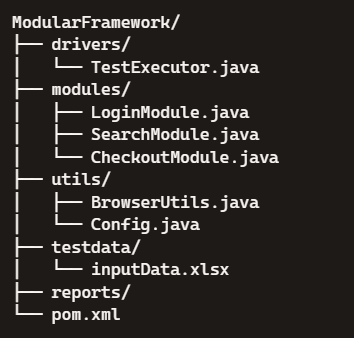 ModularFramework/
├── drivers/
│   └── TestExecutor.java
├── modules/
│   ├── LoginModule.java
│   ├── SearchModule.java
│   └── CheckoutModule.java
├── utils/
│   ├── BrowserUtils.java
│   └── Config.java
├── testdata/
│   └── inputData.xlsx
├── reports/
└── pom.xml